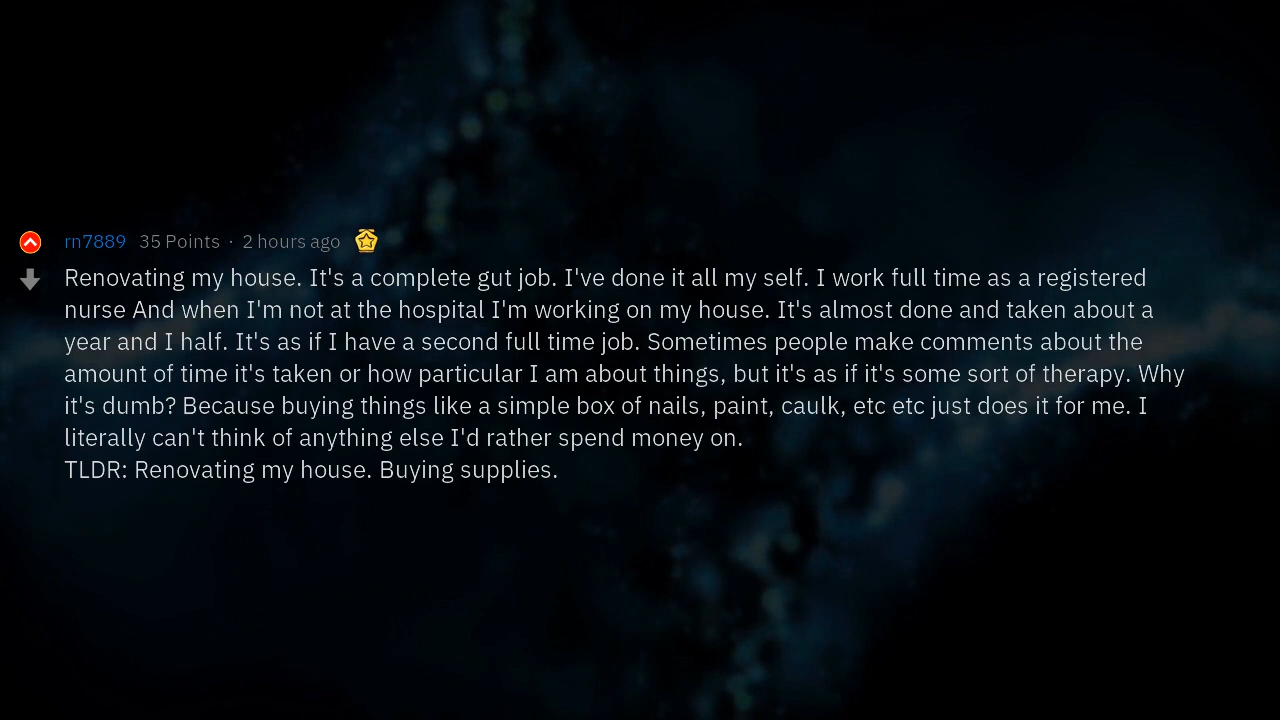 rn7889 35 Points · 2 hours ago
Renovating my house. It's a complete gut job. I've done it all my self. I work full time as a registered
nurse And when I'm not at the hospital I'm working on my house. It's almost done and taken about a
year and I half. It's as if I have a second full time job. Sometimes people make comments about the
amount of time it's taken or how particular I am about things, but it's as if it's some sort of therapy. Why
it's dumb? Because buying things like a simple box of nails, paint, caulk, etc etc just does it for me. I
literally can't think of anything else I'd rather spend money on.
TLDR: Renovating my house. Buying supplies.